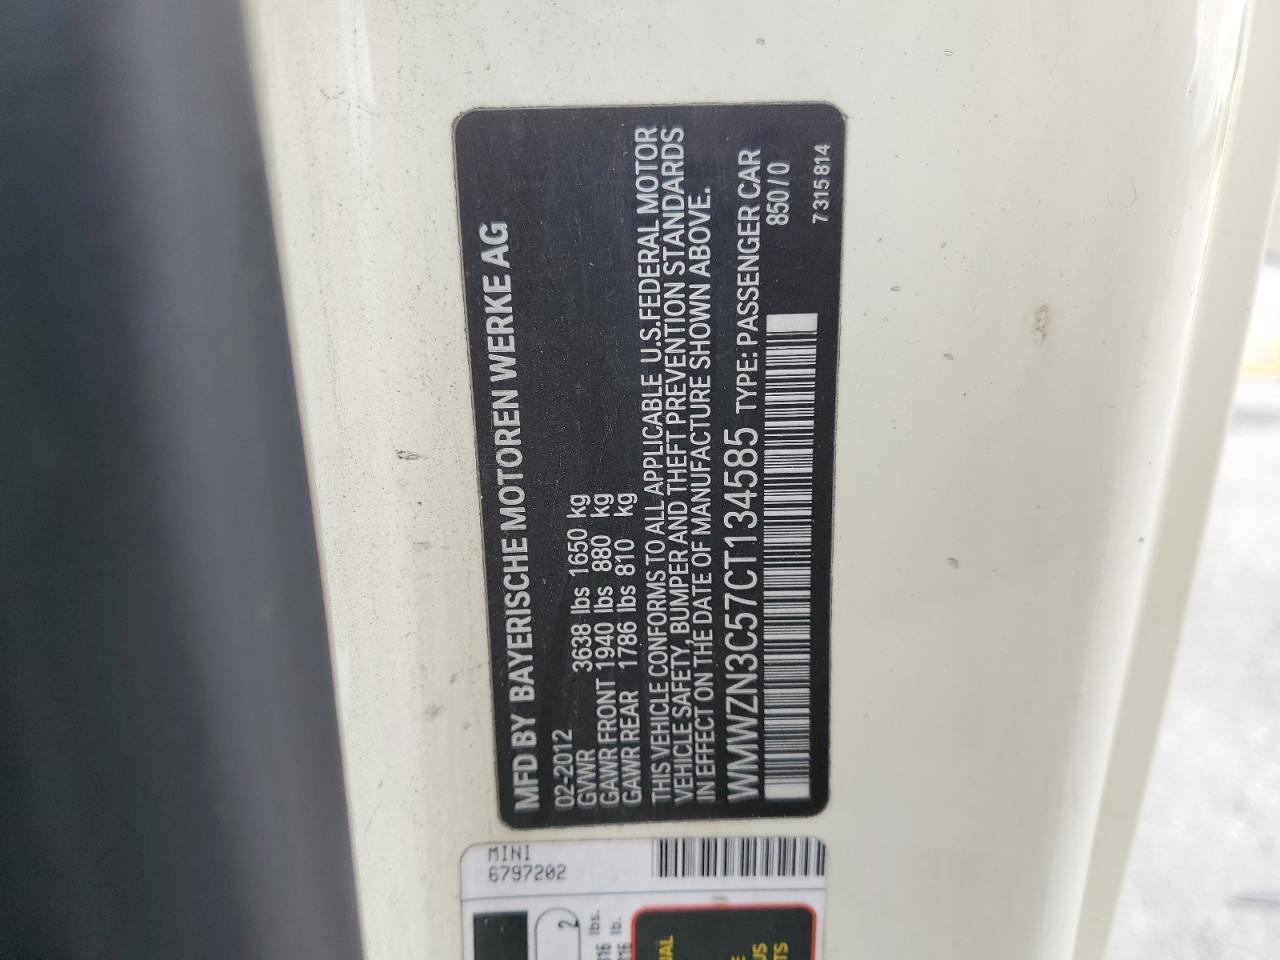 MFD BY BAYERISCHE MOTOREN WERKE AG
02-2012
GVWR 3638 lbs 1650 kg
GAWR FRONT 1940 lbs 880 kg
GAWR REAR 1786 lbs 810 kg
THIS VEHICLE CONFORMS TO ALL APPLICABLE U.S.FEDERAL MOTOR
VEHICLE SAFETY, BUMPER AND THEFT PREVENTION STANDARDS
IN EFFECT ON THE DATE OF MANUFACTURE SHOWN ABOVE.
WMWZN3C57CT134585 TYPE: PASSENGER CAR
850 / 0
7 315 814
MINI
6797202
2
lbs.
lb.